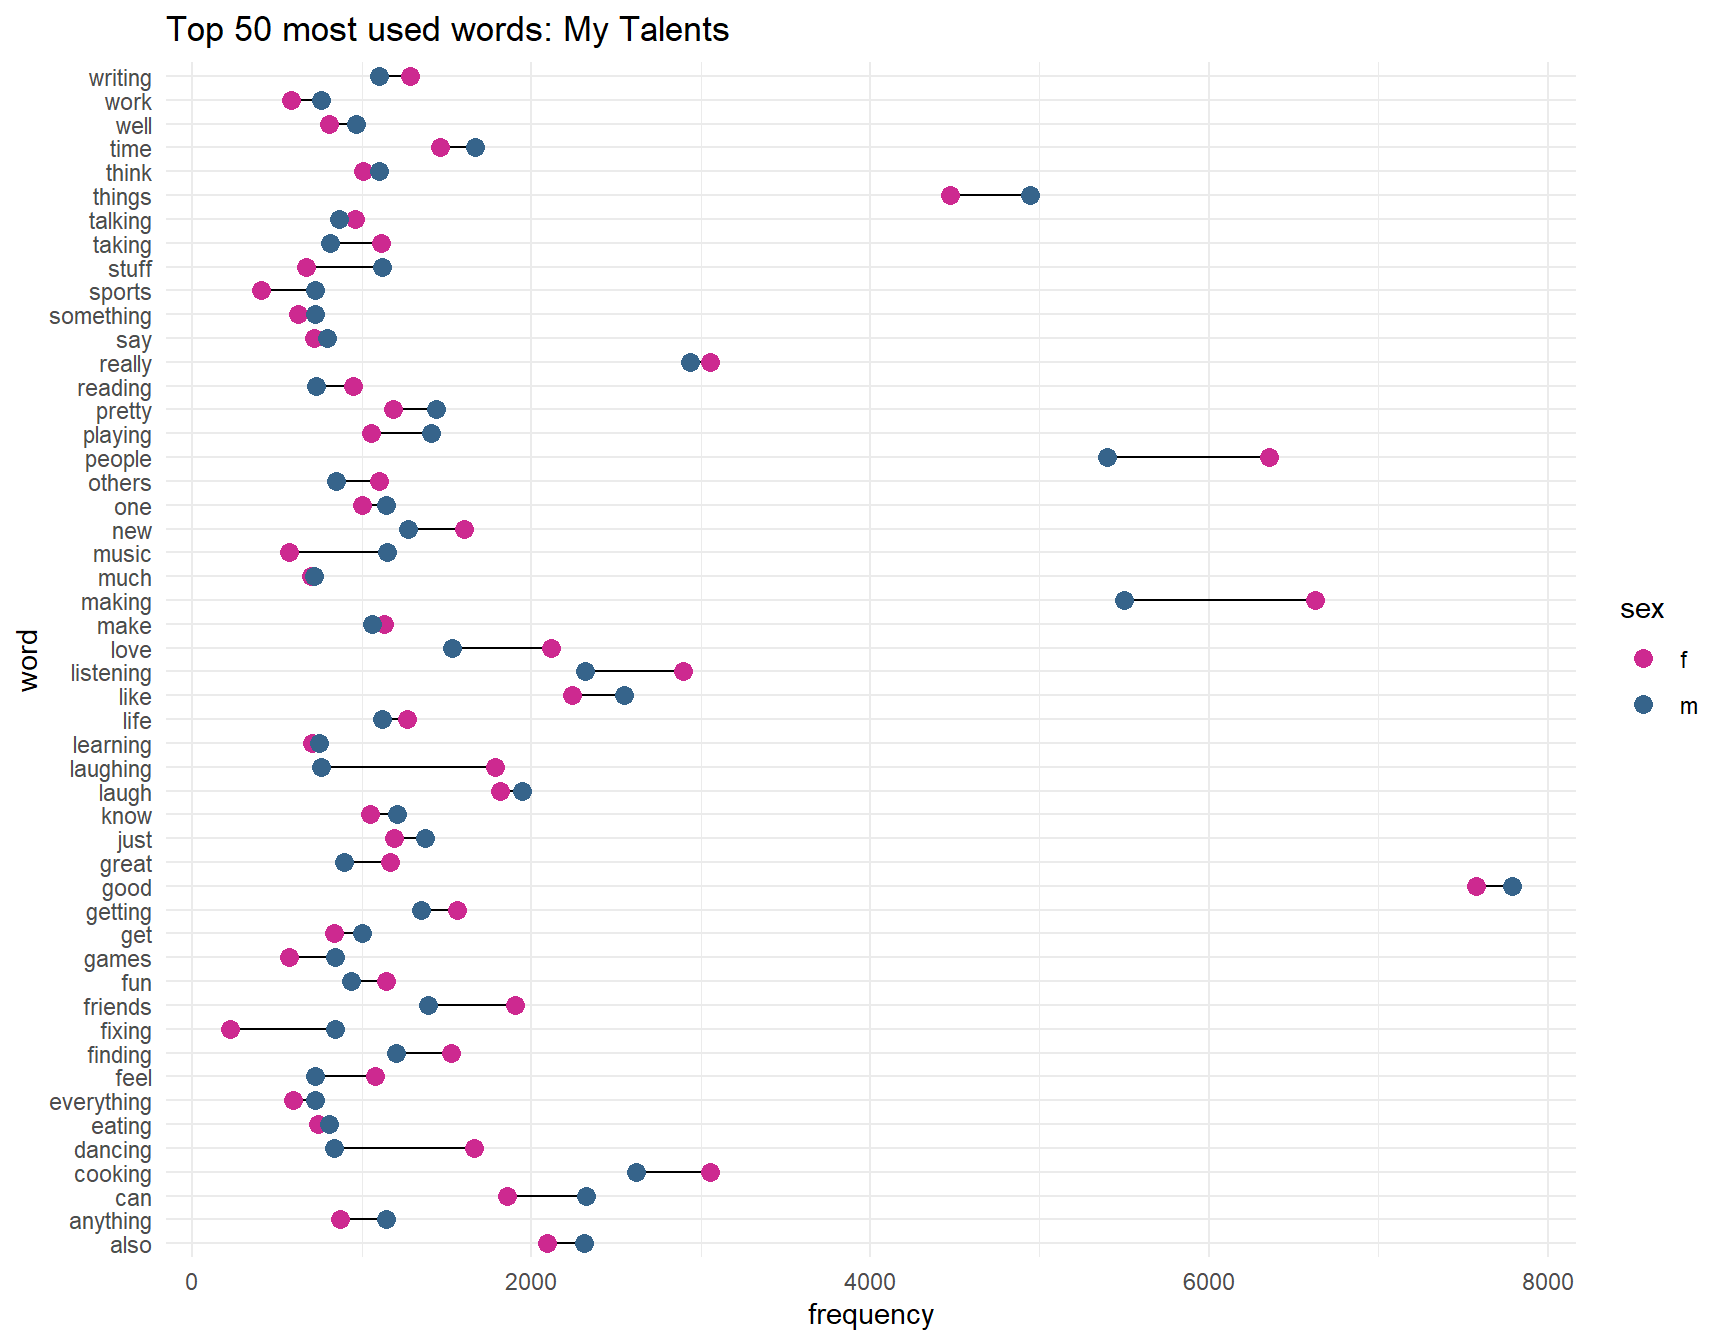 Top 50 most used words: My Talents
writing
work
well
time
think
things
talking
taking
stuff
sports
something
say
really
reading
pretty
playing
people
others
one
new
music
much
making
make
love
listening
like
life
learning
laughing
laugh
know
just
great
good
getting
get
games
fun
friends
fixing
finding
feel
everything
eating
dancing
cooking
can
anything
also
word
0 2000 4000 6000 8000
frequency
sex
f
m